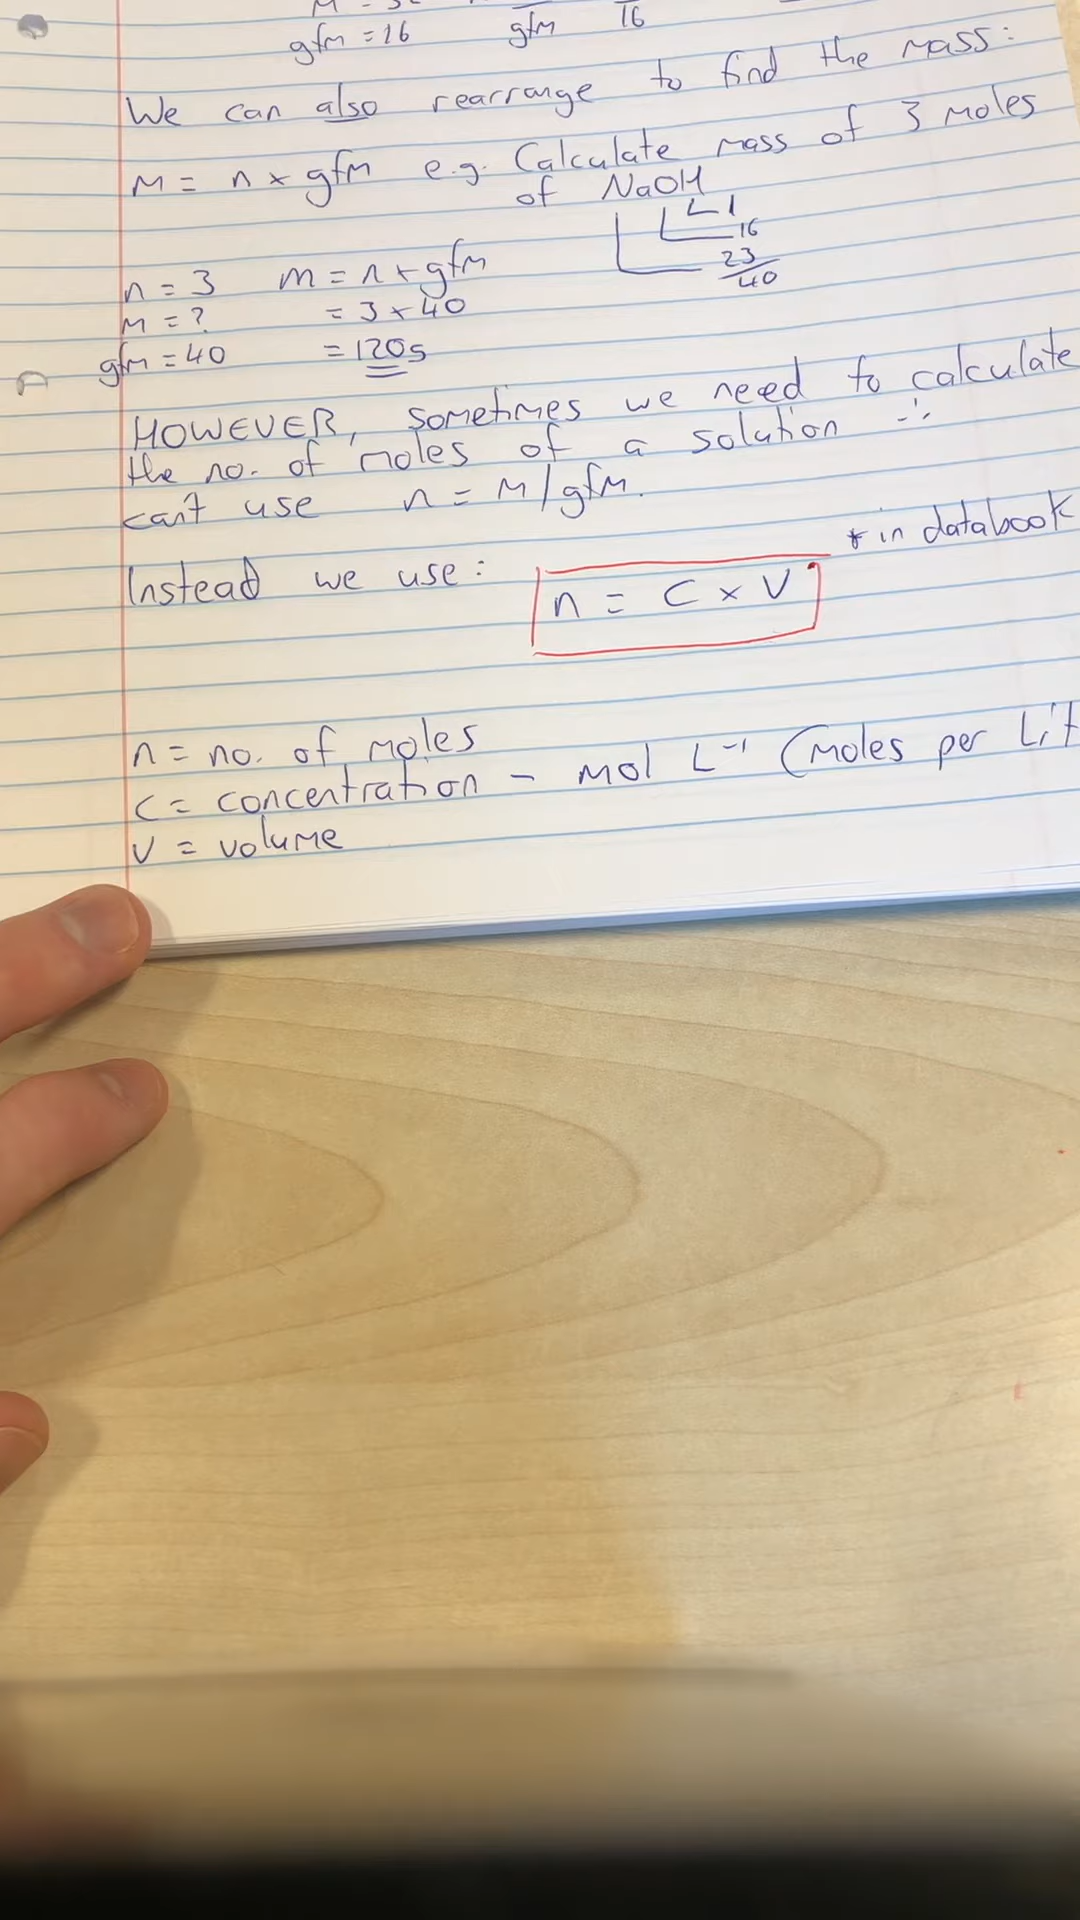 gfm = 16 gfm 16
We can also rearrange to find the mass:
m = n x gfm e.g. Calculate mass of 3 moles
of NaOH
1
16
23
40
n = 3 m = n x gfm
m = ? = 3 x 40
gfm = 40 = 120g
HOWEVER, sometimes we need to calculate
the no. of moles of a solution ∴
can't use n = m/gfm.
* in databook
Instead we use: n = C x V
n = no. of moles
C = concentration - mol L⁻¹ (moles per Lit
V = volume